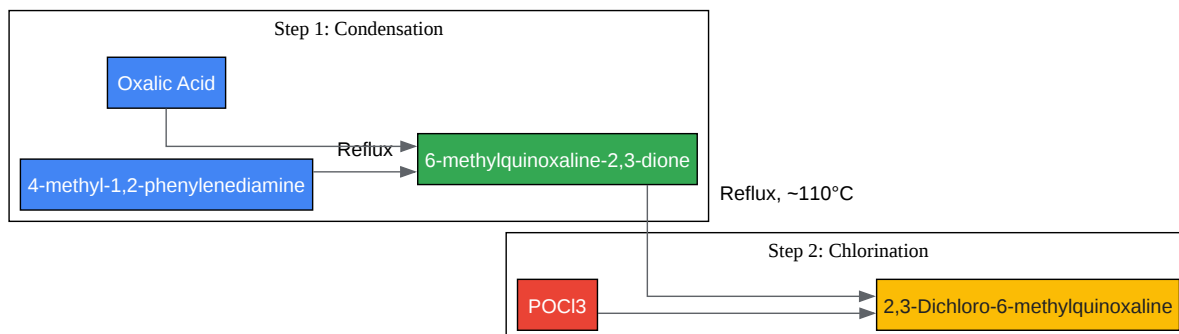 Step 1: Condensation
Oxalic Acid
Reflux
6-methylquinoxaline-2,3-dione
4-methyl-1,2-phenylenediamine
Reflux, ~110°C
Step 2: Chlorination
POCl3
2,3-Dichloro-6-methylquinoxaline